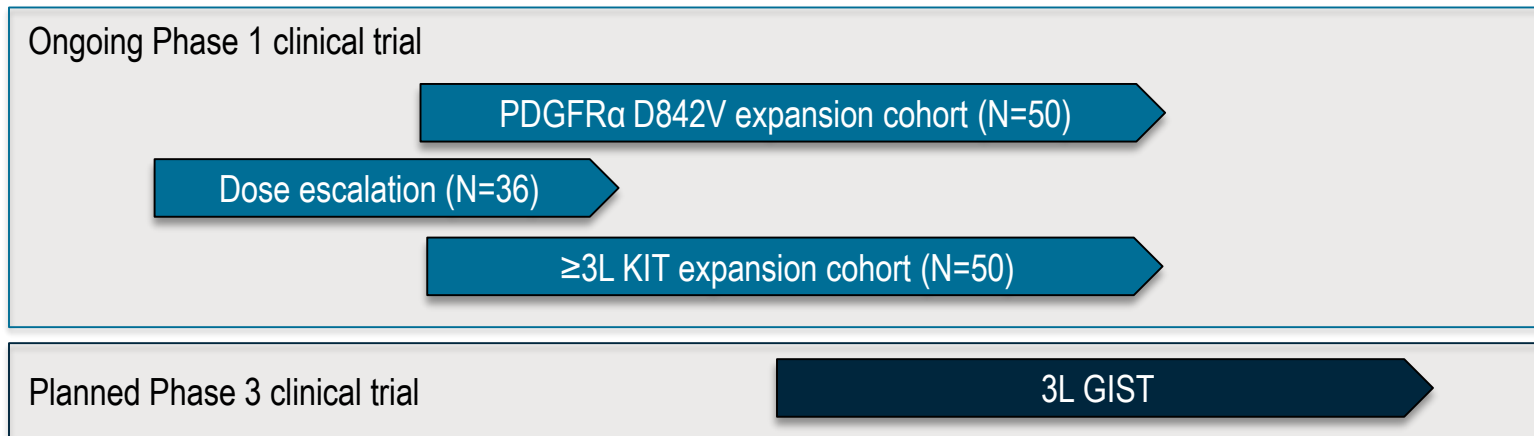 Ongoing Phase 1 clinical trial
PDGFRα D842V expansion cohort (N=50)
Dose escalation (N=36)
≥3L KIT expansion cohort (N=50)
Planned Phase 3 clinical trial
3L GIST